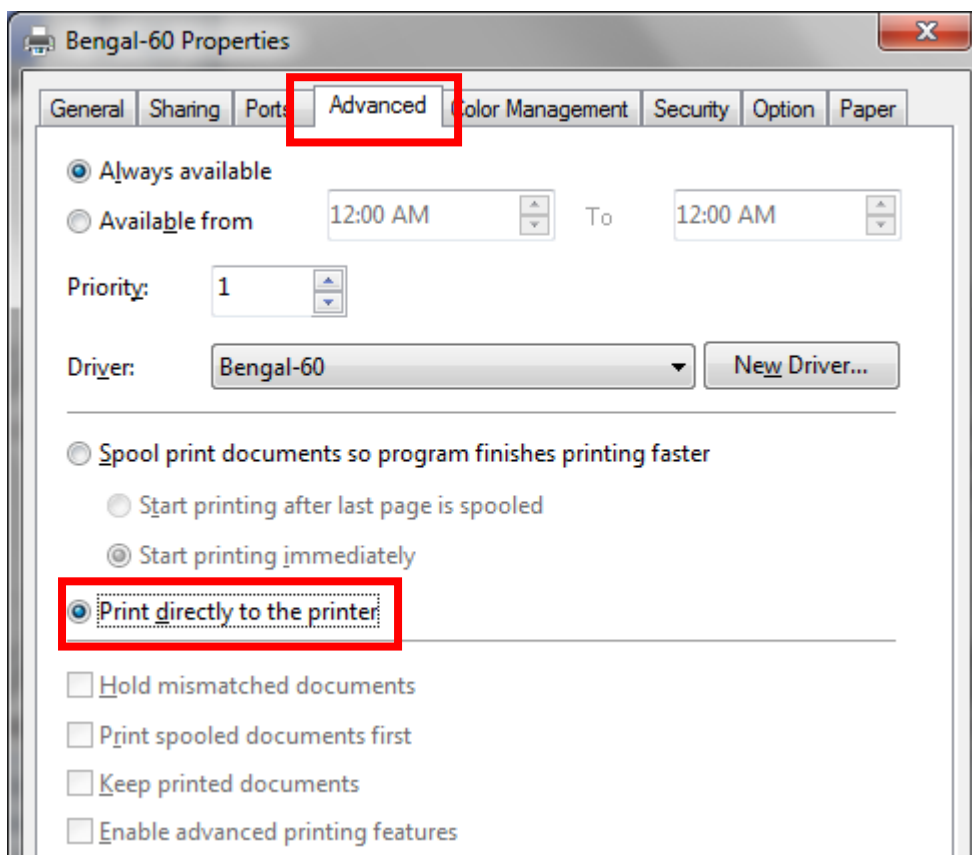 Bengal-60 Properties
General Sharing Ports Advanced Color Management Security Option Paper
Always available
Available from 12:00 AM To 12:00 AM
Priority: 1
Driver: Bengal-60 New Driver...
Spool print documents so program finishes printing faster
Start printing after last page is spooled
Start printing immediately
Print directly to the printer
Hold mismatched documents
Print spooled documents first
Keep printed documents
Enable advanced printing features